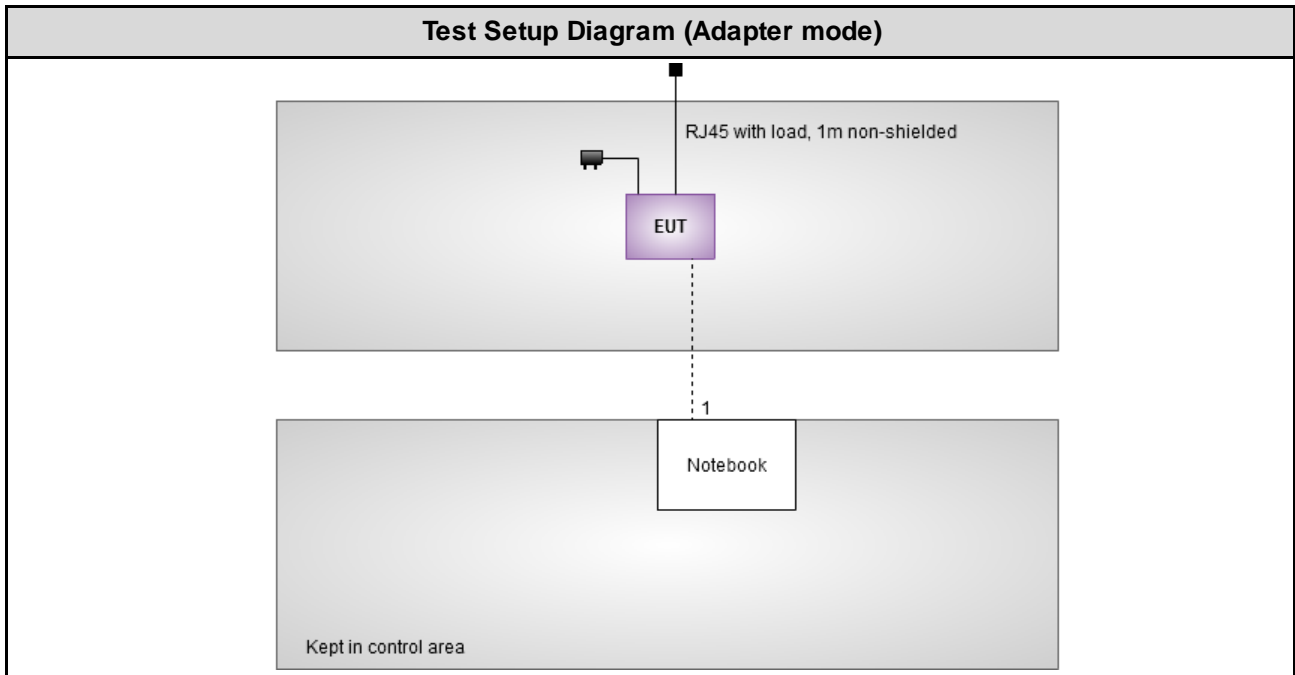 Test Setup Diagram (Adapter mode)
RJ45 with load, 1m non-shielded
EUT
1
Notebook
Kept in control area